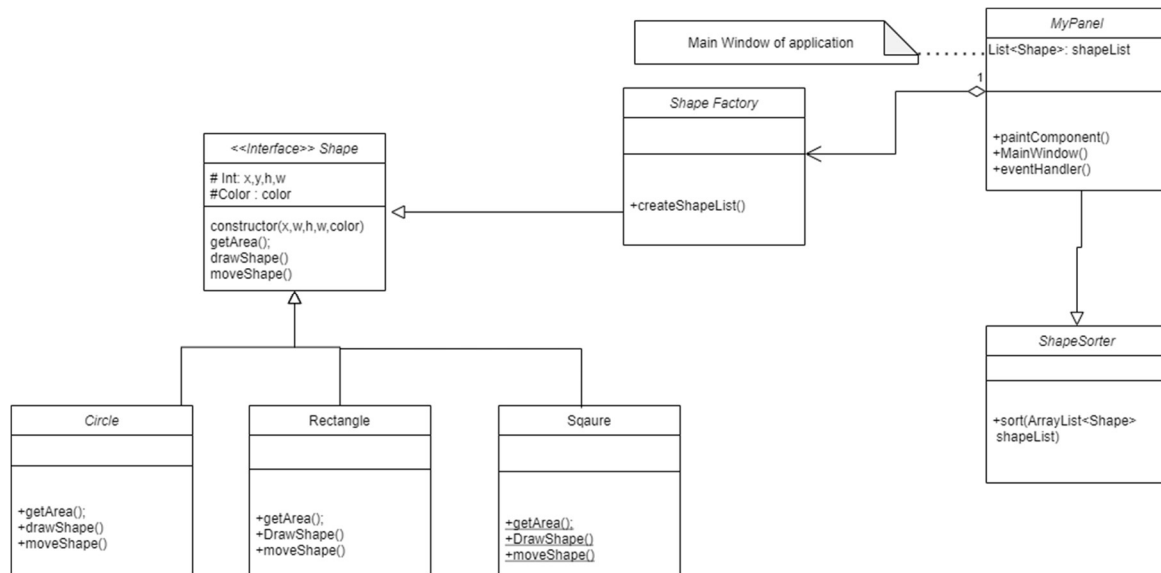 Main Window of application
MyPanel
List<Shape>: shapeList
1
+paintComponent()
+MainWindow()
+eventHandler()
Shape Factory
+createShapeList()
<<Interface>> Shape
# Int: x,y,h,w
#Color : color
constructor(x,w,h,w,color)
getArea();
drawShape()
moveShape()
ShapeSorter
+sort(ArrayList<Shape>
shapeList)
Circle
+getArea();
+drawShape()
+moveShape()
Rectangle
+getArea();
+DrawShape()
+moveShape()
Sqaure
+getArea();
+DrawShape()
+moveShape()